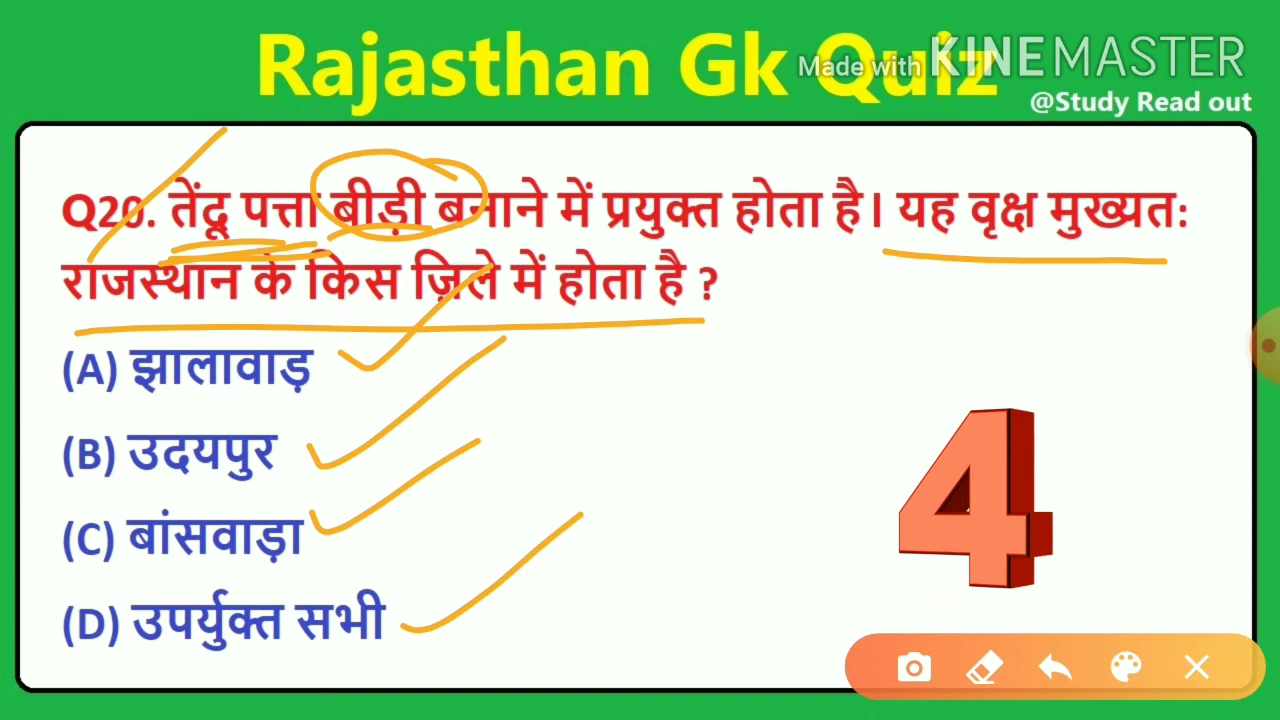 Rajasthan Gk Quiz
Made with KINEMASTER
@Study Read out
Q20. तेंदू पत्ता बीड़ी बनाने में प्रयुक्त होता है। यह वृक्ष मुख्यत:
राजस्थान के किस ज़िले में होता है ?
(A) झालावाड़
(B) उदयपुर
(C) बांसवाड़ा
(D) उपर्युक्त सभी
4